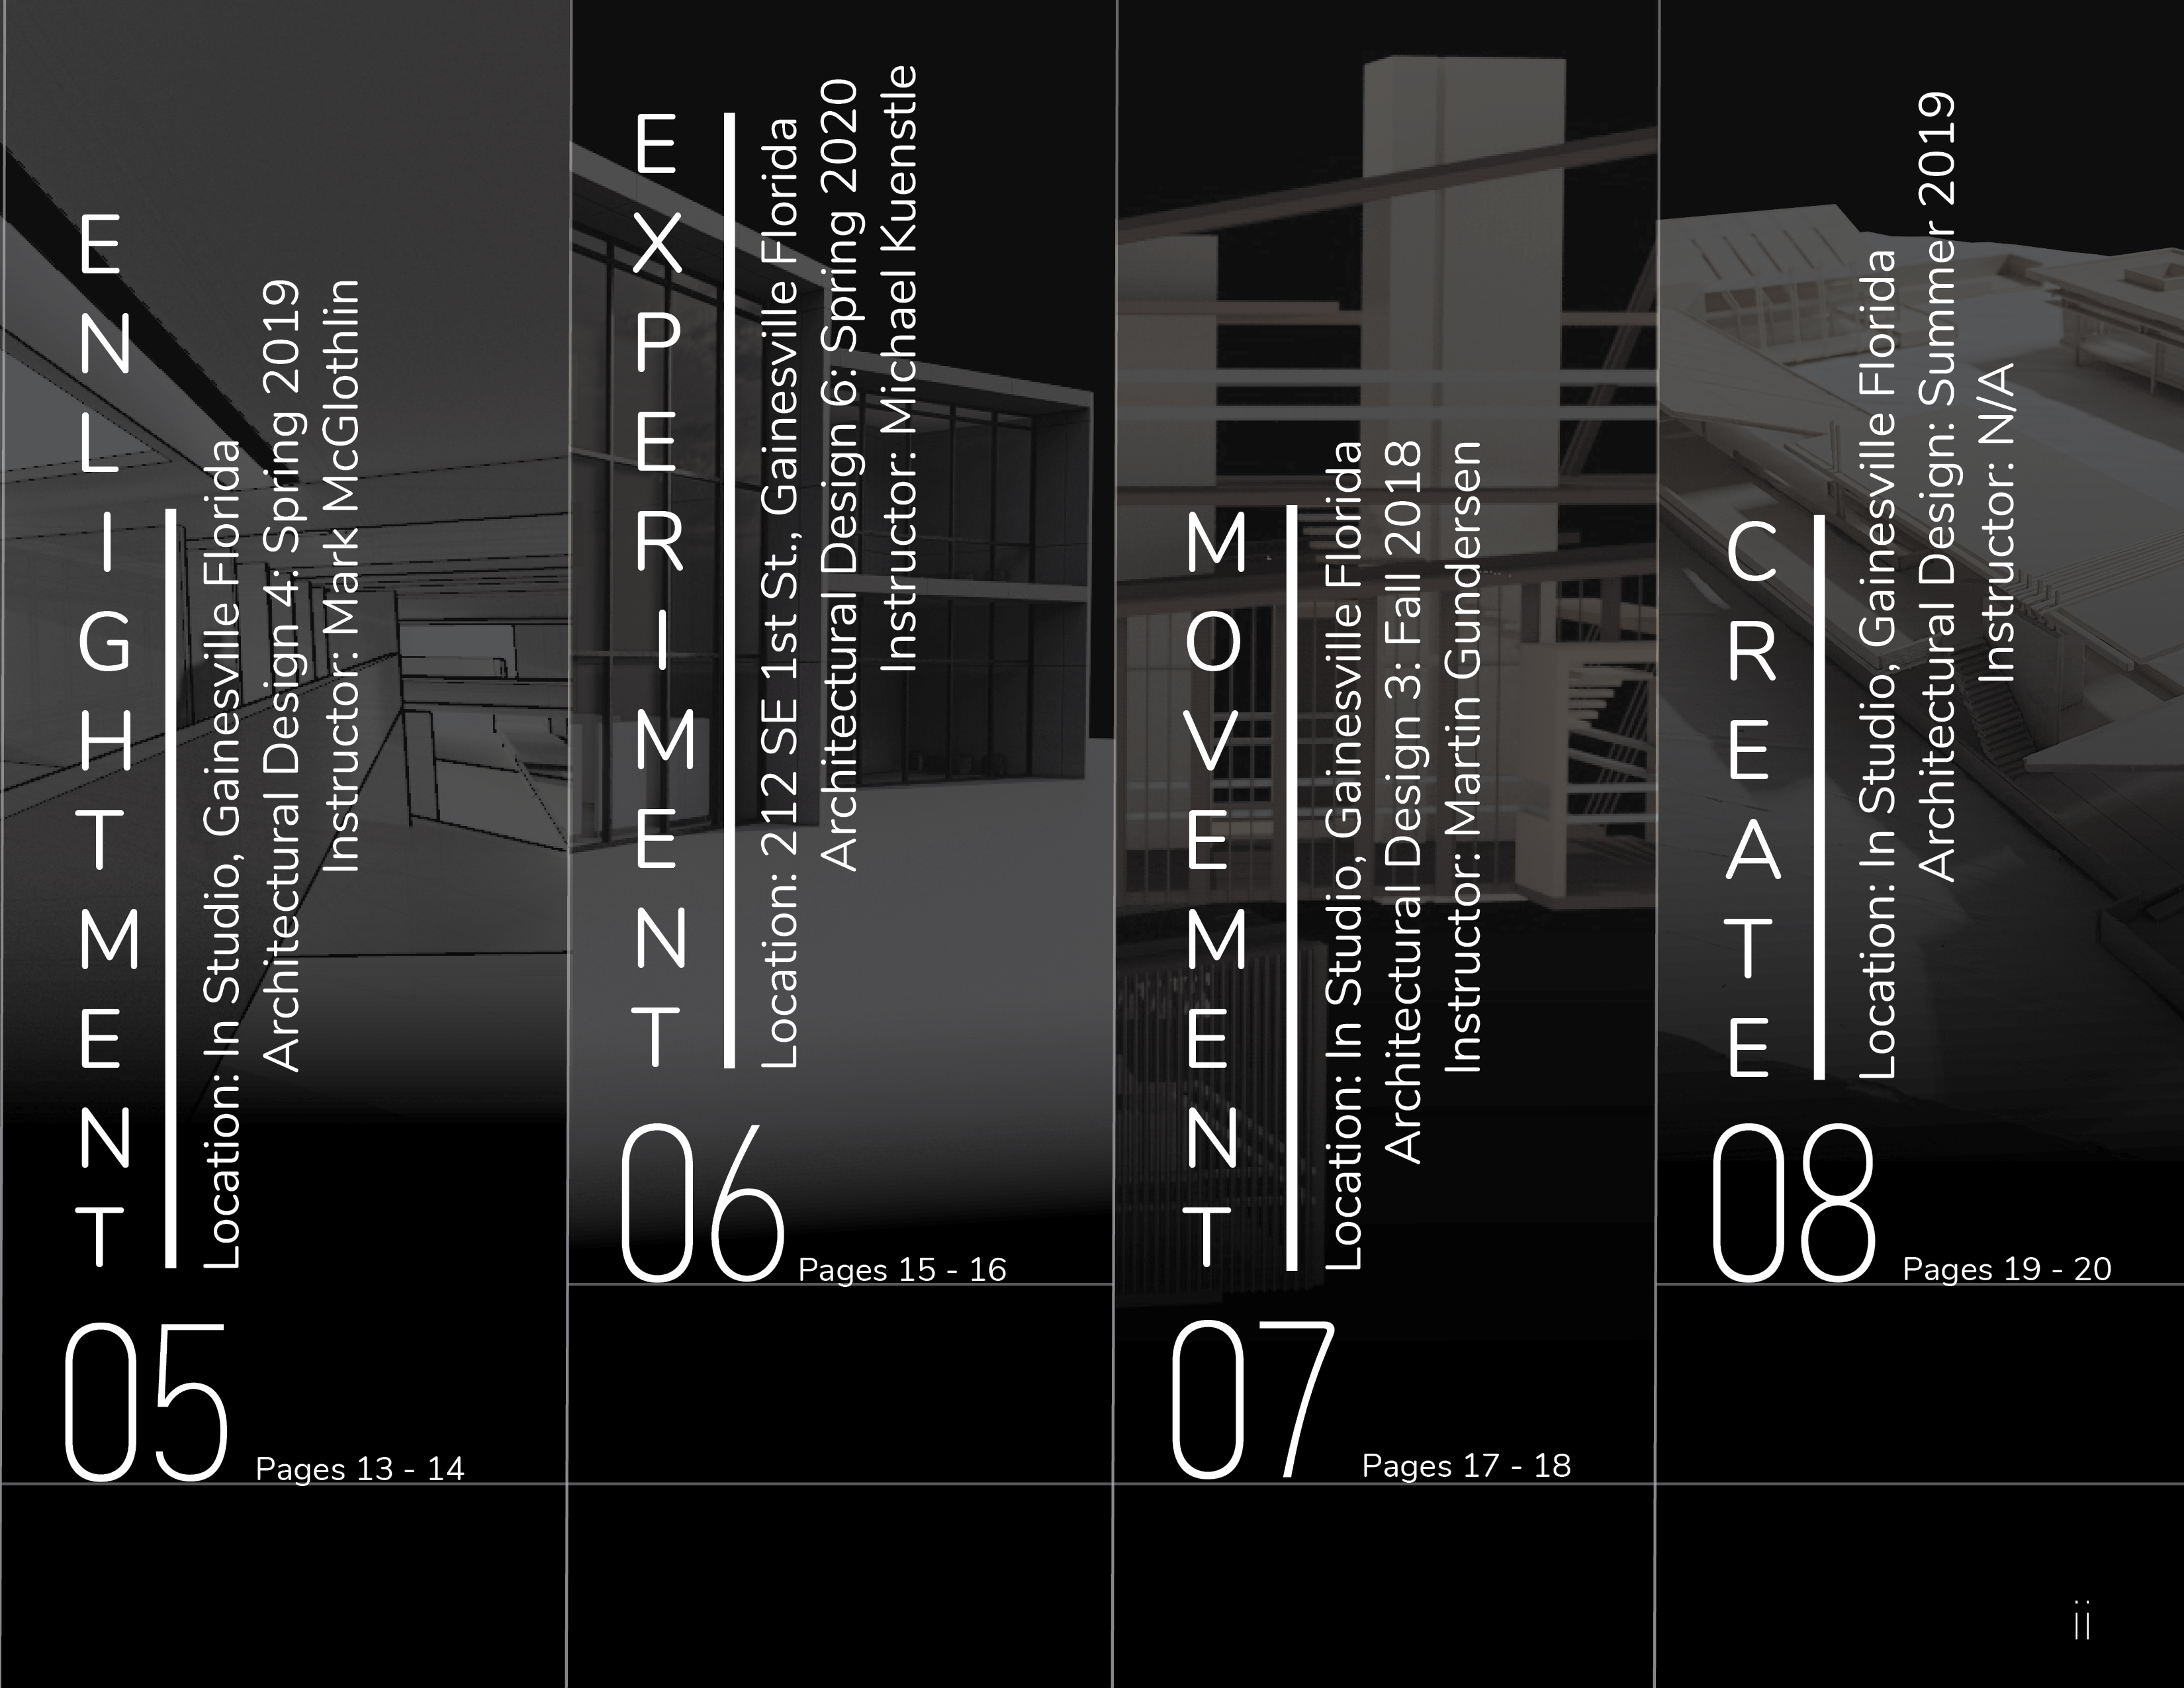 ENLIGHTMENT
Location: In Studio, Gainesville Florida
Architectural Design 4: Spring 2019
Instructor: Mark McGlothlin
05
Pages 13 - 14
EXPERIMENT
Location: 212 SE 1st St., Gainesville Florida
Architectural Design 6: Spring 2020
Instructor: Michael Kuenstle
06
Pages 15 - 16
MOVEMENT
Location: In Studio, Gainesville Florida
Architectural Design 3: Fall 2018
Instructor: Martin Gundersen
07
Pages 17 - 18
CREATE
Location: In Studio, Gainesville Florida
Architectural Design: Summer 2019
Instructor: N/A
08
Pages 19 - 20
ii